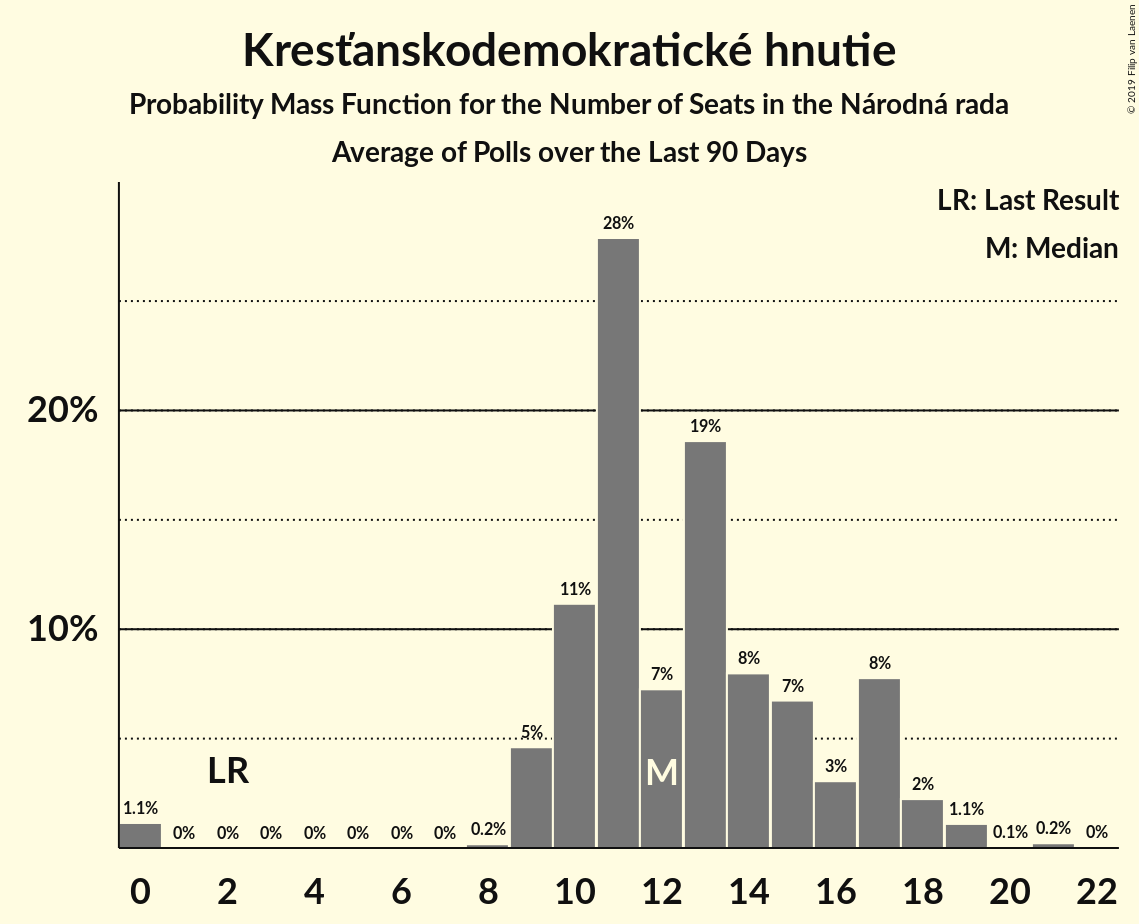 Kresťanskodemokratické hnutie
Probability Mass Function for the Number of Seats in the Národná rada
Average of Polls over the Last 90 Days
© 2019 Filip van Laenen
LR: Last Result
M: Median
20%
10%
1.1%
0%
0%
0%
0%
0%
0%
0%
0.2%
5%
11%
28%
7%
19%
8%
7%
3%
8%
2%
1.1%
0.1%
0.2%
0%
LR
M
0 2 4 6 8 10 12 14 16 18 20 22